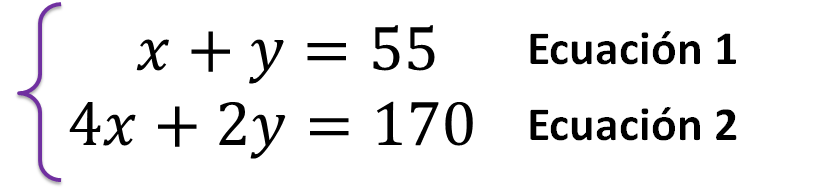 x + y = 55 Ecuación 1
4x + 2y = 170 Ecuación 2